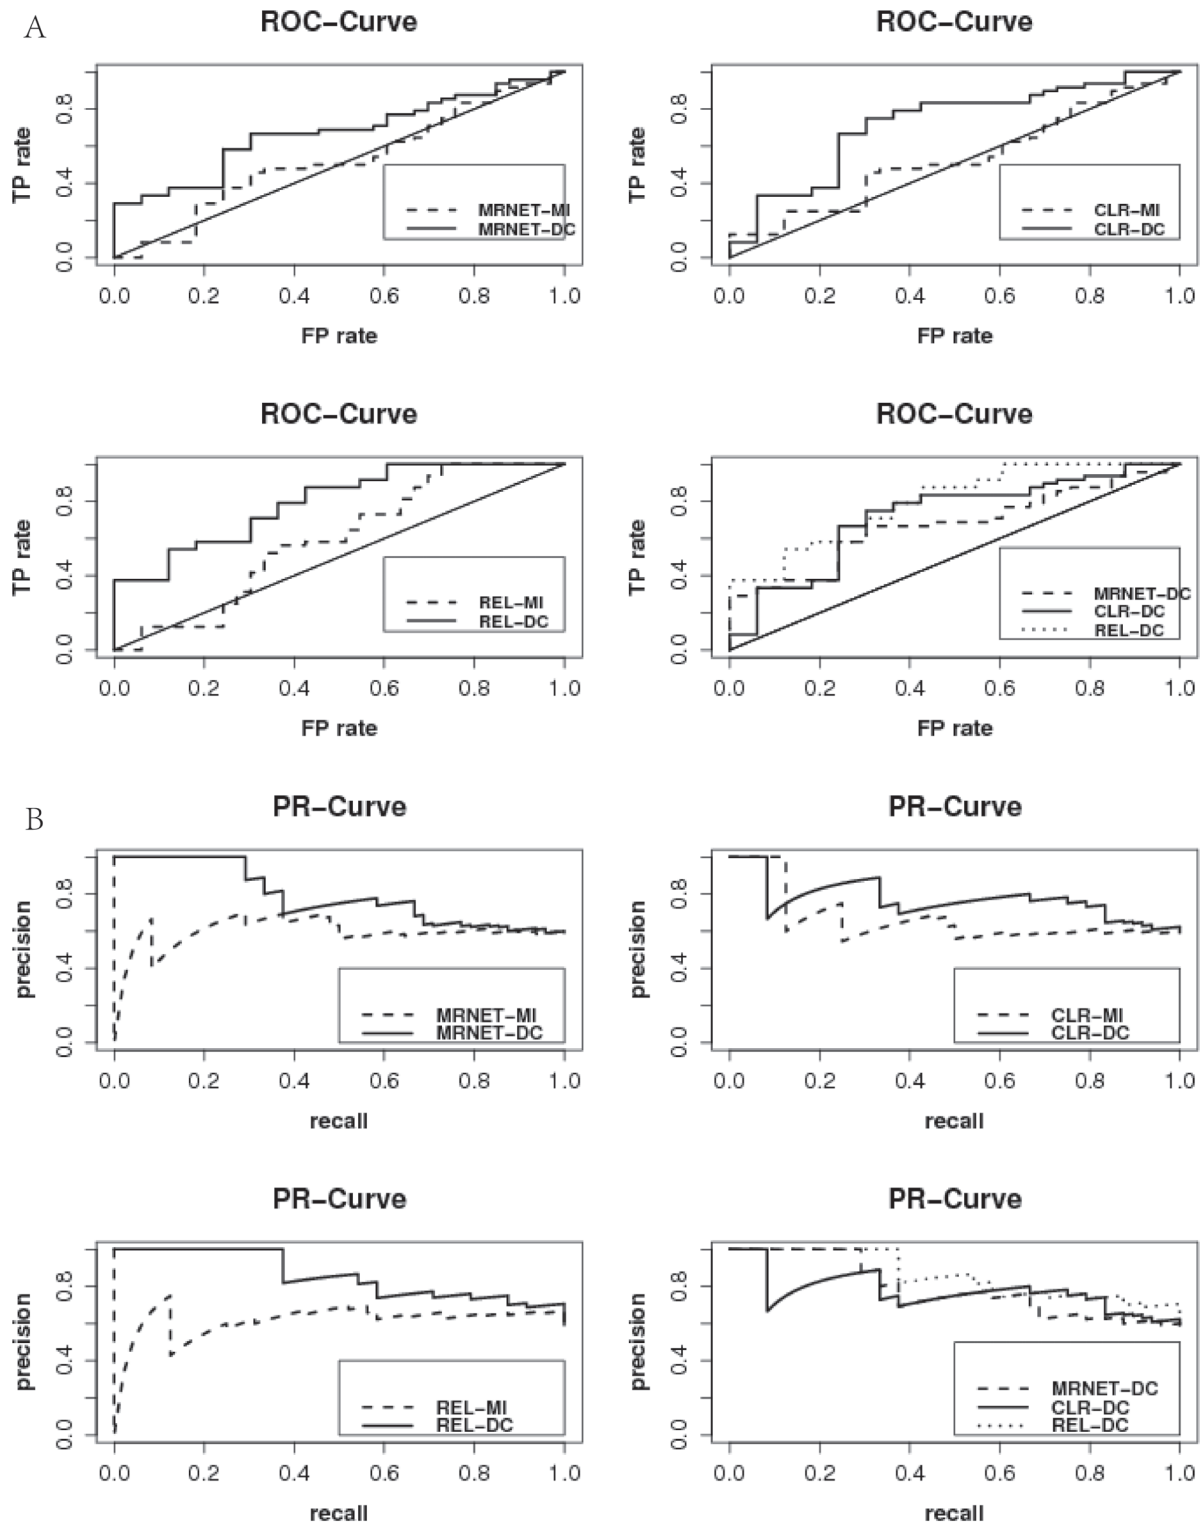 A
ROC-Curve
TP rate
0.0 0.4 0.8
MRNET-MI
MRNET-DC
0.0 0.2 0.4 0.6 0.8 1.0
FP rate
ROC-Curve
TP rate
0.0 0.4 0.8
CLR-MI
CLR-DC
0.0 0.2 0.4 0.6 0.8 1.0
FP rate
ROC-Curve
TP rate
0.0 0.4 0.8
REL-MI
REL-DC
0.0 0.2 0.4 0.6 0.8 1.0
FP rate
ROC-Curve
TP rate
0.0 0.4 0.8
MRNET-DC
CLR-DC
REL-DC
0.0 0.2 0.4 0.6 0.8 1.0
FP rate
B
PR-Curve
precision
0.0 0.4 0.8
MRNET-MI
MRNET-DC
0.0 0.2 0.4 0.6 0.8 1.0
recall
PR-Curve
precision
0.0 0.4 0.8
CLR-MI
CLR-DC
0.0 0.2 0.4 0.6 0.8 1.0
recall
PR-Curve
precision
0.0 0.4 0.8
REL-MI
REL-DC
0.0 0.2 0.4 0.6 0.8 1.0
recall
PR-Curve
precision
0.0 0.4 0.8
MRNET-DC
CLR-DC
REL-DC
0.0 0.2 0.4 0.6 0.8 1.0
recall